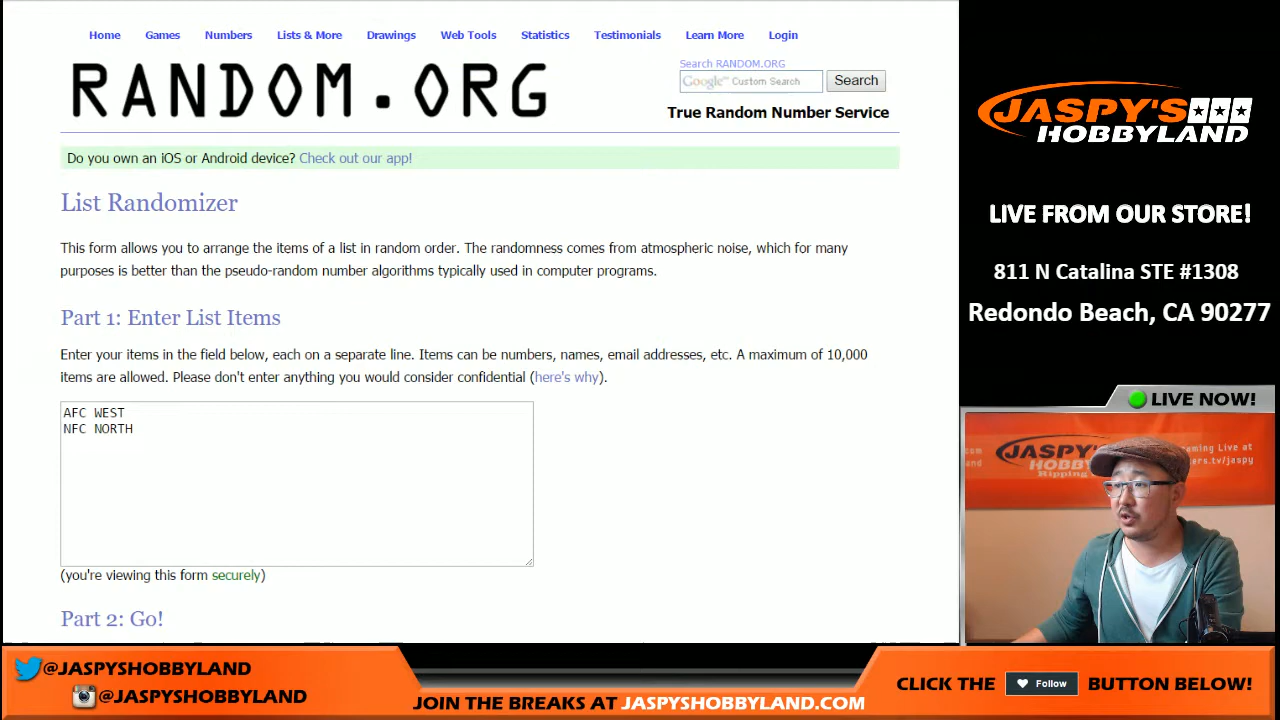 Home Games Numbers Lists & More Drawings Web Tools Statistics Testimonials Learn More Login
RANDOM.ORG
Search RANDOM.ORG
Google™ Custom Search Search
True Random Number Service
Do you own an iOS or Android device? Check out our app!
List Randomizer
This form allows you to arrange the items of a list in random order. The randomness comes from atmospheric noise, which for many
purposes is better than the pseudo-random number algorithms typically used in computer programs.
Part 1: Enter List Items
Enter your items in the field below, each on a separate line. Items can be numbers, names, email addresses, etc. A maximum of 10,000
items are allowed. Please don't enter anything you would consider confidential (here's why).
AFC WEST
NFC NORTH
(you're viewing this form securely)
Part 2: Go!
JASPY'S
HOBBYLAND
LIVE FROM OUR STORE!
811 N Catalina STE #1308
Redondo Beach, CA 90277
LIVE NOW!
JASPY'S
HOBBY
Ripping
eaming Live at
ers.tv/jaspy
@JASPYSHOBBYLAND
@JASPYSHOBBYLAND
JOIN THE BREAKS AT JASPYSHOBBYLAND.COM
CLICK THE Follow BUTTON BELOW!